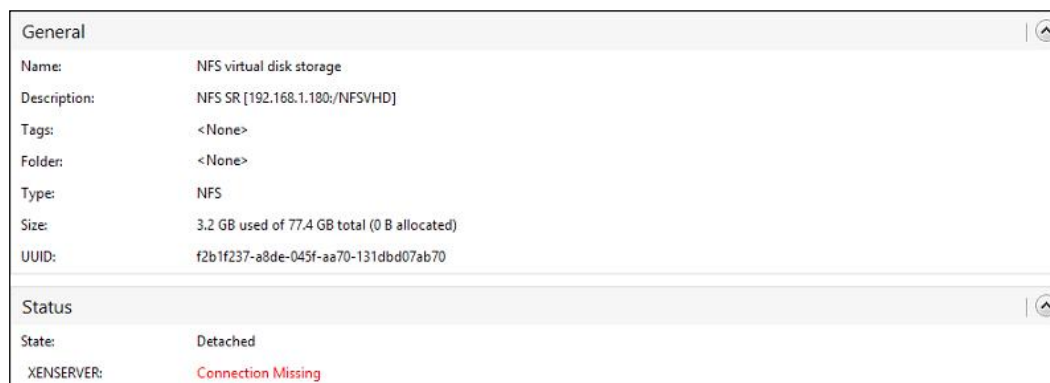 General
Name: NFS virtual disk storage
Description: NFS SR [192.168.1.180:/NFSVHD]
Tags: <None>
Folder: <None>
Type: NFS
Size: 3.2 GB used of 77.4 GB total (0 B allocated)
UUID: f2b1f237-a8de-045f-aa70-131dbd07ab70
Status
State: Detached
XENSERVER: Connection Missing